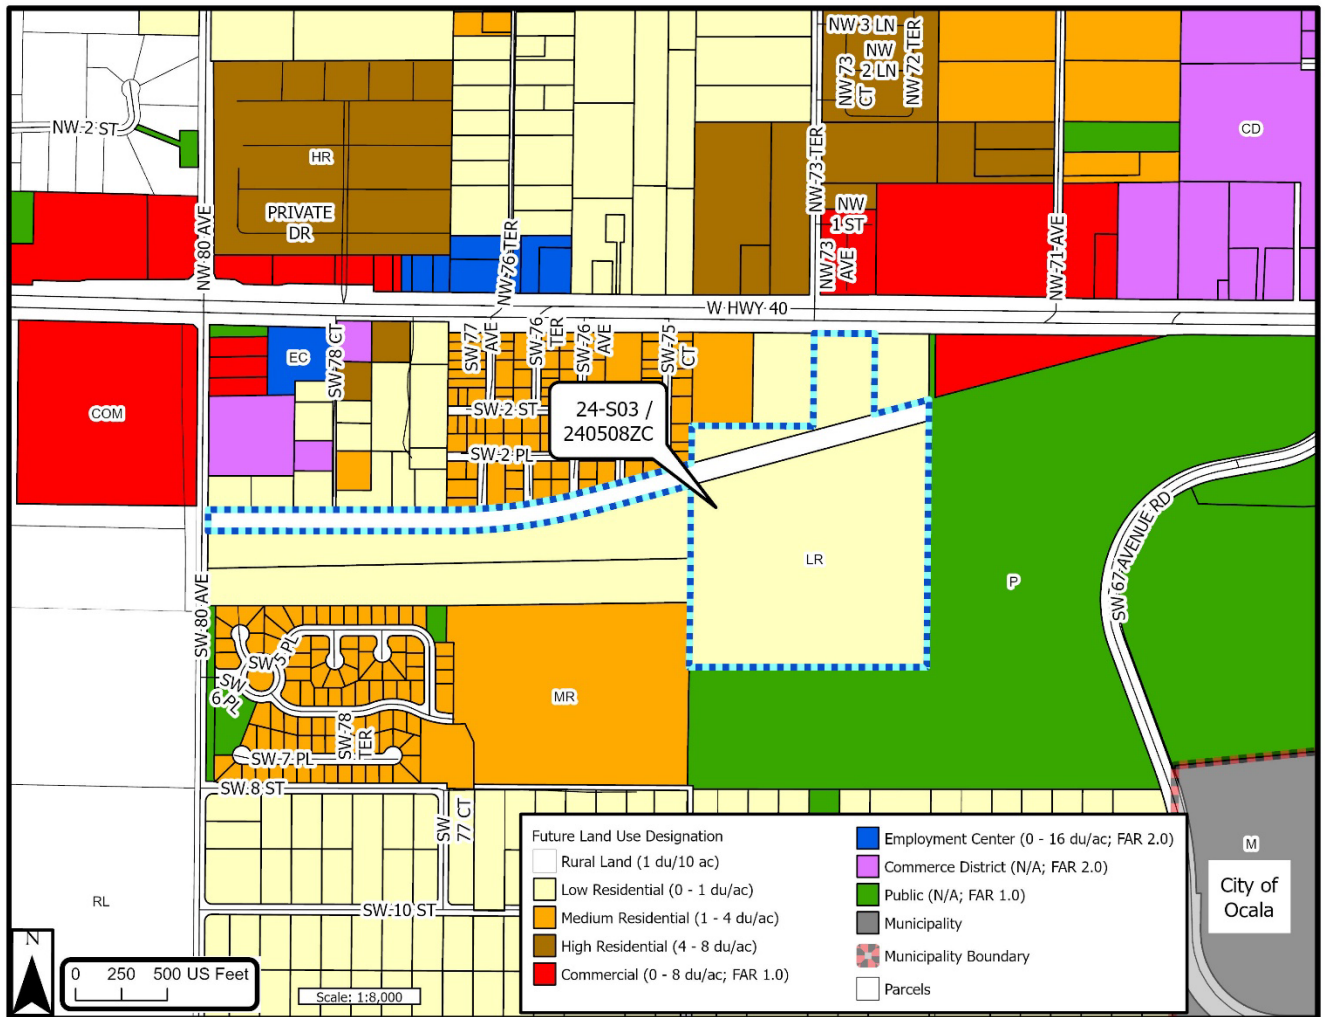 NW 3 LN
NW
2 LN
NW 73
CT
NW 72 TER
NW 2 ST
CD
HR
PRIVATE
DR
NW 80 AVE
NW 76 TER
NW 73 TER
NW
1 ST
NW 73
AVE
NW 71 AVE
W HWY 40
SW 78 CT
EC
SW 77
AVE
SW 76
TER
SW 76
AVE
SW 75
CT
COM
SW 2 ST
SW 2 PL
24-S03 /
240508ZC
LR
P
SW 67 AVENUE RD
SW 80 AVE
SW 5 PL
SW
6 PL
MR
SW 78
TER
SW 7 PL
SW 8 ST
SW
77 CT
SW 10 ST
RL
M
City of
Ocala
Future Land Use Designation
Rural Land (1 du/10 ac)
Low Residential (0 - 1 du/ac)
Medium Residential (1 - 4 du/ac)
High Residential (4 - 8 du/ac)
Commercial (0 - 8 du/ac; FAR 1.0)
Employment Center (0 - 16 du/ac; FAR 2.0)
Commerce District (N/A; FAR 2.0)
Public (N/A; FAR 1.0)
Municipality
Municipality Boundary
Parcels
N
0 250 500 US Feet
Scale: 1:8,000